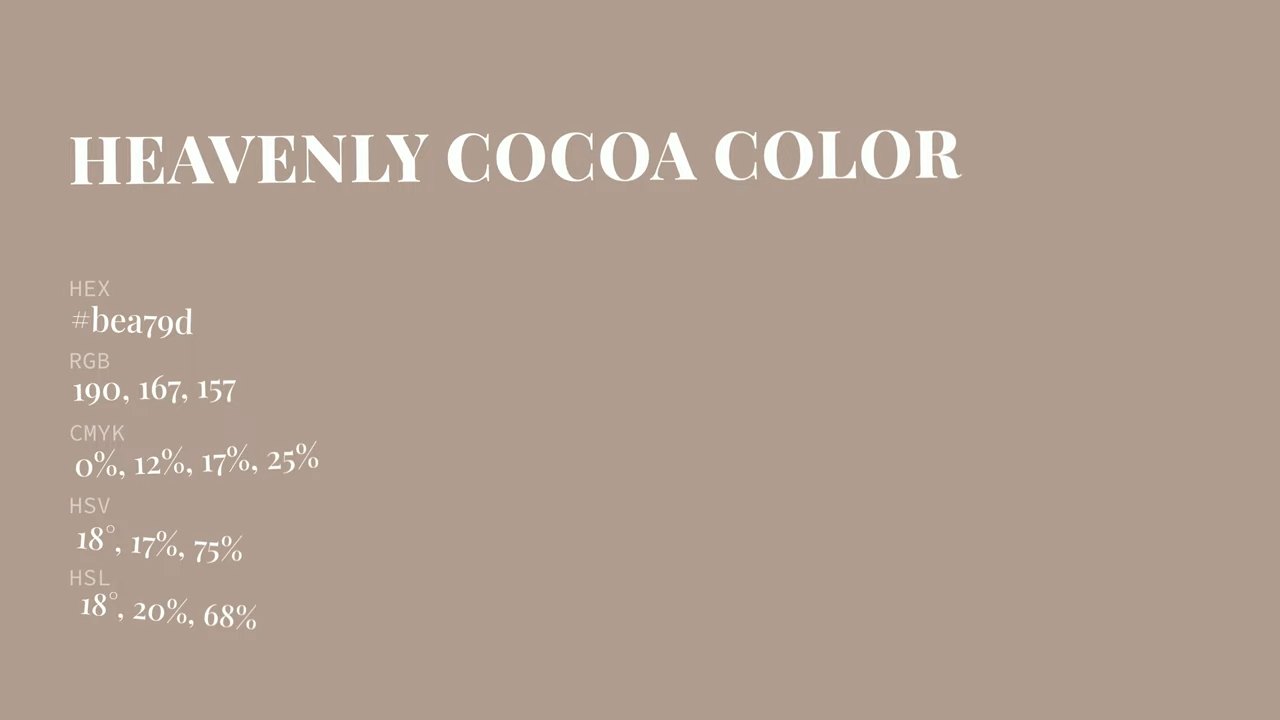 HEAVENLY COCOA COLOR
HEX
#bea79d
RGB
190, 167, 157
CMYK
0%, 12%, 17%, 25%
HSV
18°, 17%, 75%
HSL
18°, 20%, 68%